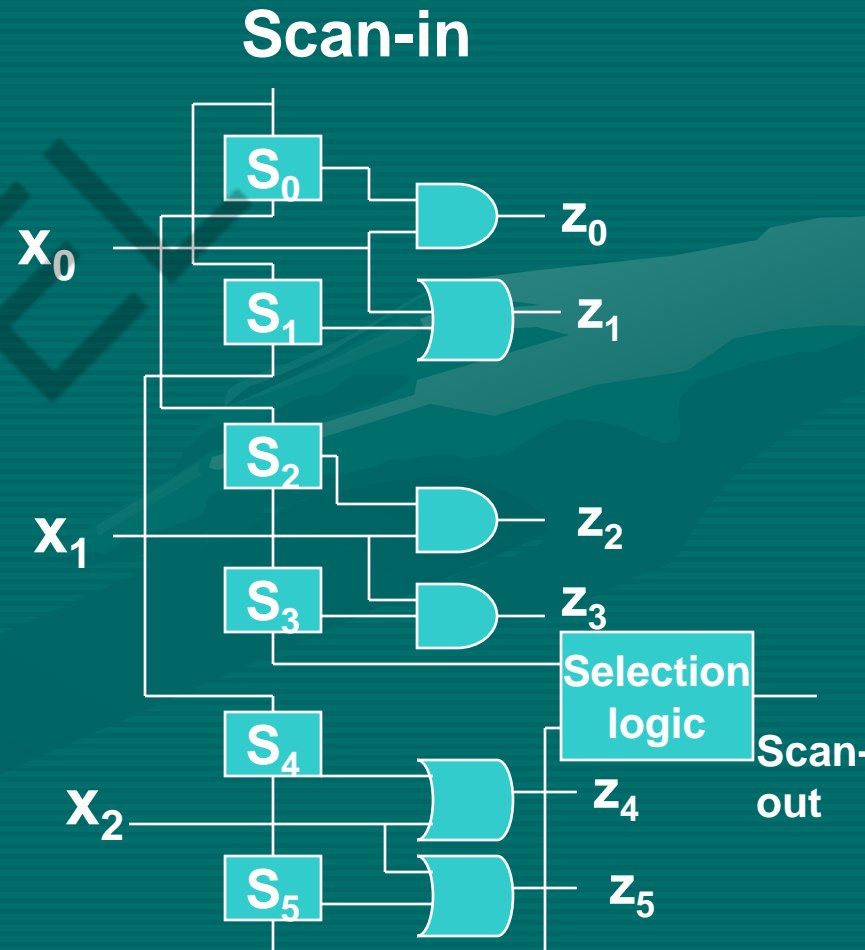 Scan-in
S0
z0
x0
S1
z1
S2
x1
z2
S3
z3
Selection
logic
Scan-
out
S4
z4
x2
S5
z5